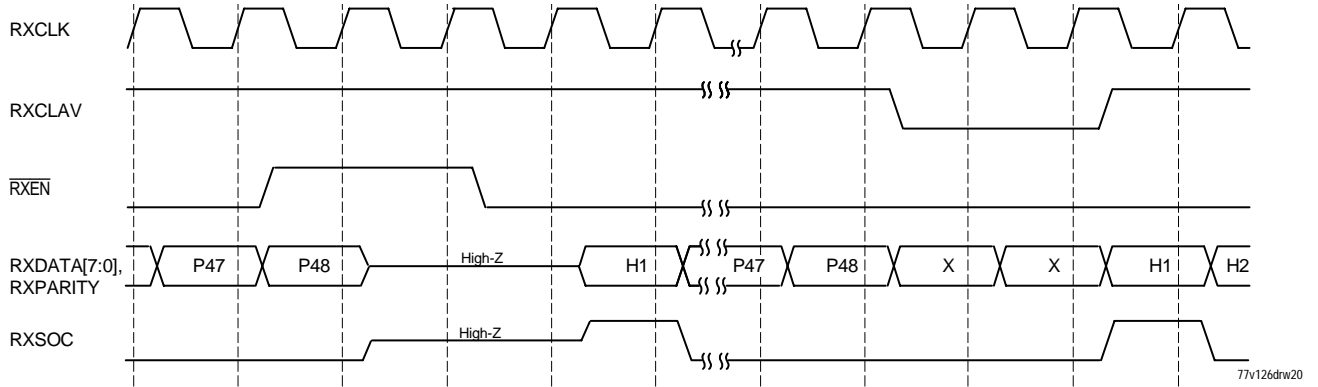 RXCLK
RXCLAV
RXEN
RXDATA[7:0],
RXPARITY
P47
P48
High-Z
H1
P47
P48
X
X
H1
H2
RXSOC
High-Z
77v126drw20